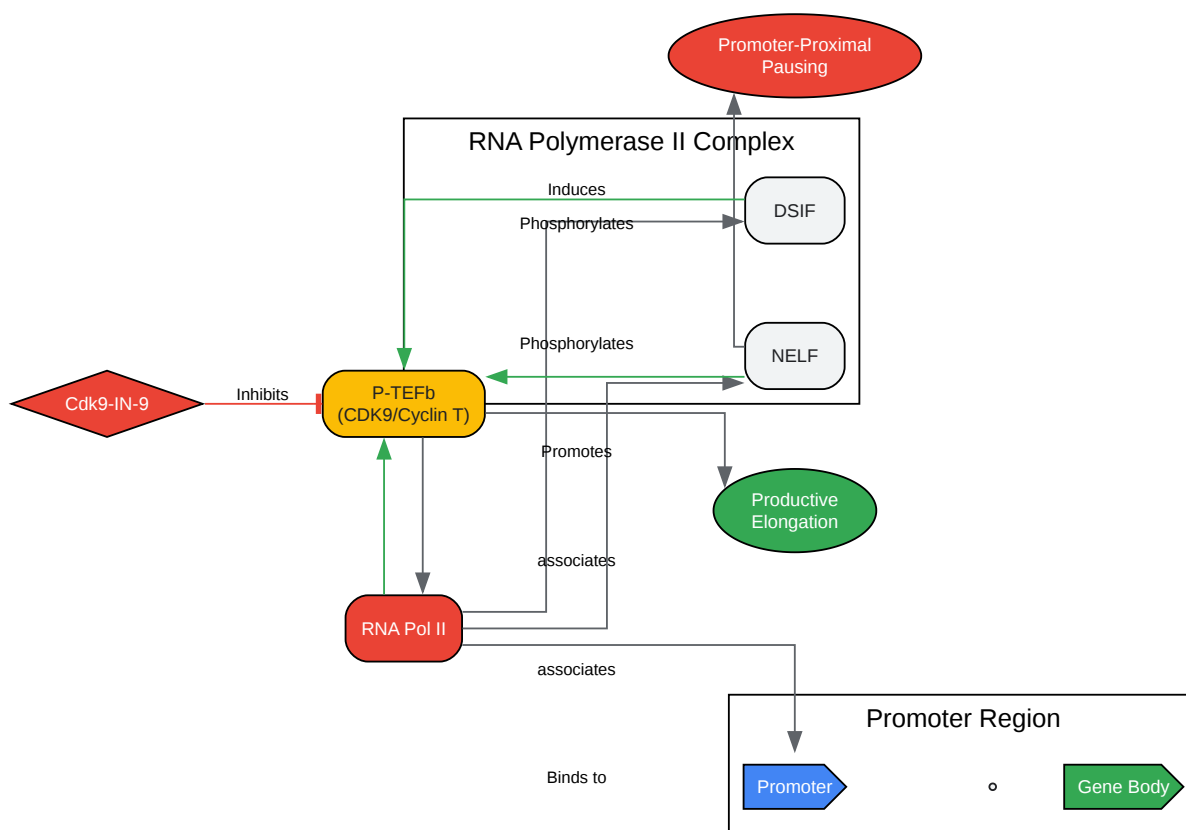 Promoter-Proximal
Pausing
RNA Polymerase II Complex
Induces
DSIF
Phosphorylates
Phosphorylates
NELF
Cdk9-IN-9
Inhibits
P-TEFb
(CDK9/Cyclin T)
Promotes
Productive
Elongation
associates
RNA Pol II
associates
Promoter Region
Binds to
Promoter
Gene Body